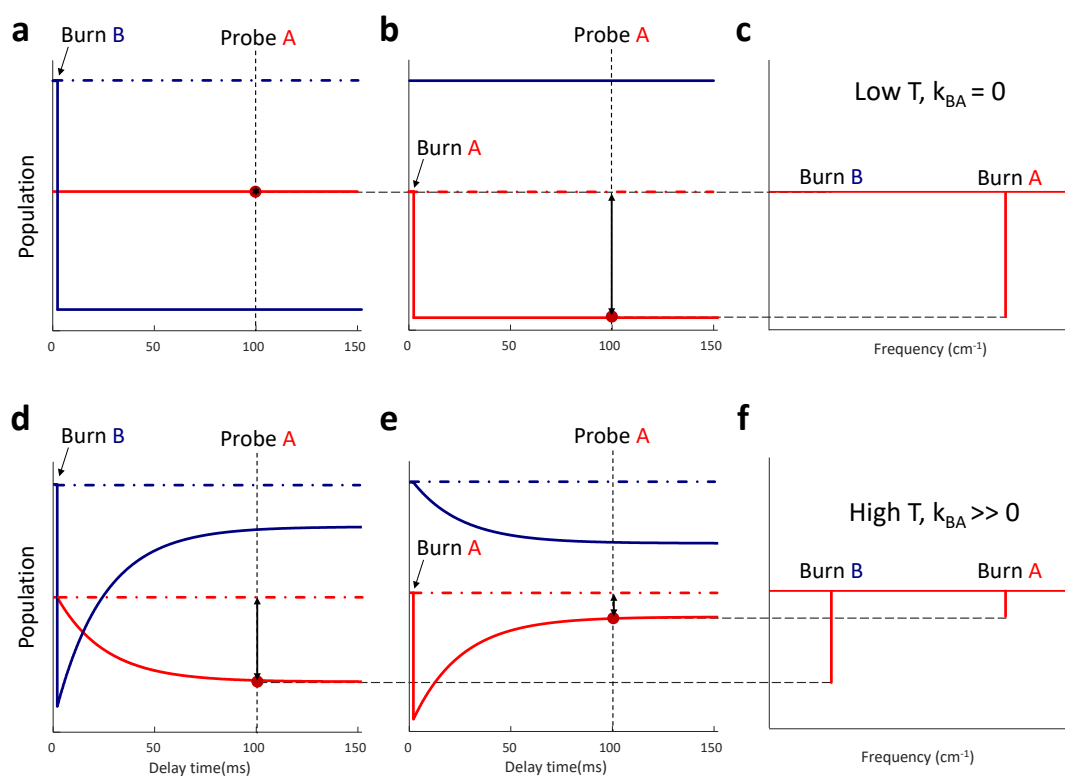 a
Burn B
Probe A
b
Probe A
c
Low T, kBA = 0
Burn A
Burn B
Burn A
Population
0
50
100
150
0
50
100
150
Frequency (cm-1)
d
Burn B
Probe A
e
Probe A
f
High T, kBA >> 0
Burn A
Burn B
Burn A
Population
0
50
100
150
Delay time(ms)
0
50
100
150
Delay time(ms)
Frequency (cm-1)